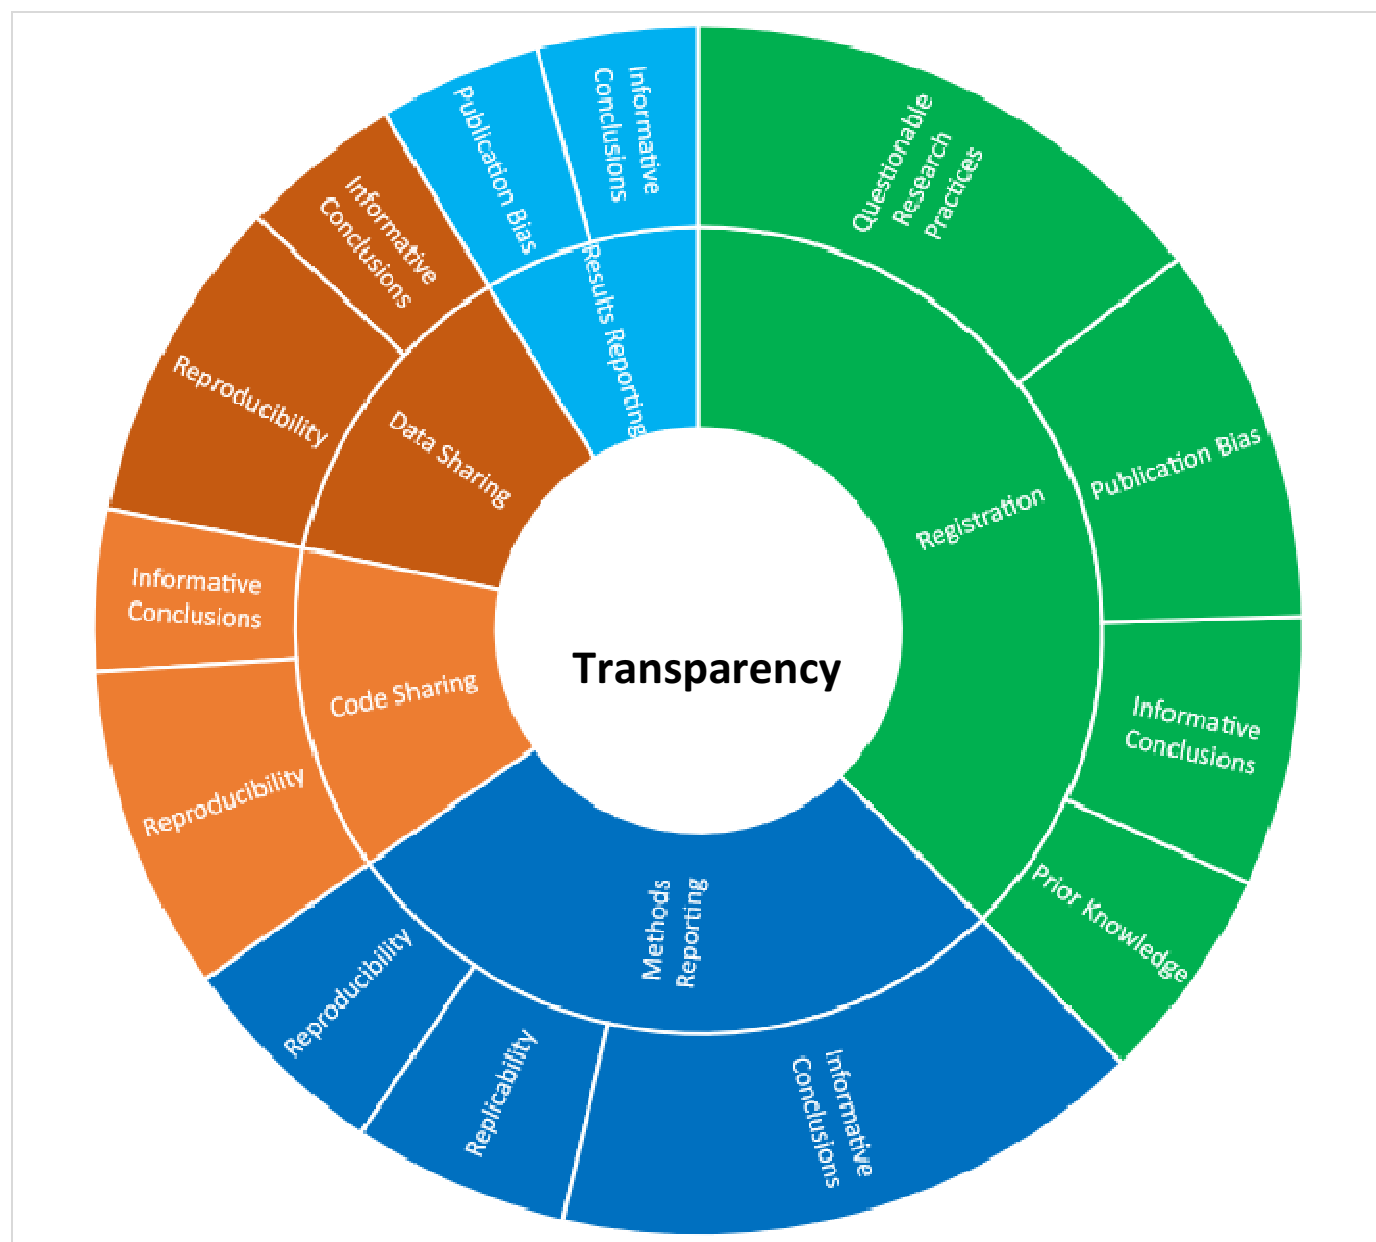 Transparency
Registration
Questionable
Research
Practices
Publication Bias
Informative
Conclusions
Prior Knowledge
Methods
Reporting
Informative
Conclusions
Replicability
Reproducibility
Code Sharing
Reproducibility
Informative
Conclusions
Data Sharing
Reproducibility
Informative
Conclusions
Results Reporting
Publication Bias
Informative
Conclusions